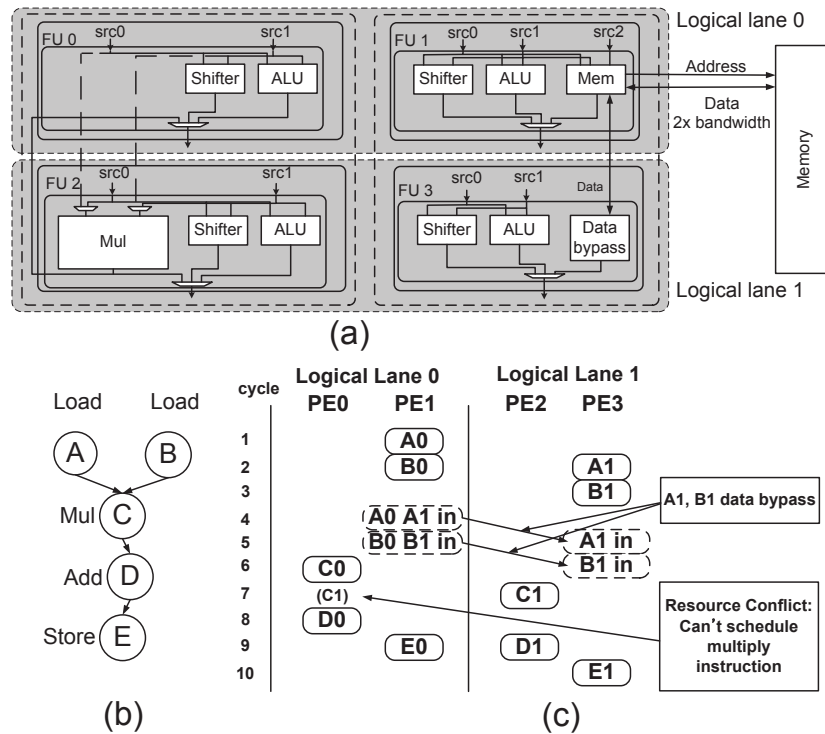 Logical lane 0
FU 0
src0
src1
Shifter
ALU
FU 1
src0
src1
src2
Shifter
ALU
Mem
Address
Data
2x bandwidth
Memory
FU 2
src0
src1
Mul
Shifter
ALU
FU 3
src0
src1
Data
Shifter
ALU
Data
bypass
Logical lane 1
(a)
Load
Load
A
B
Mul
C
Add
D
Store
E
(b)
cycle
Logical Lane 0
Logical Lane 1
PE0
PE1
PE2
PE3
1
A0
2
B0
A1
3
B1
4
A0 A1 in
5
B0 B1 in
A1 in
6
C0
B1 in
7
(C1)
C1
8
D0
9
E0
D1
10
E1
A1, B1 data bypass
Resource Conflict:
Can't schedule
multiply
instruction
(c)